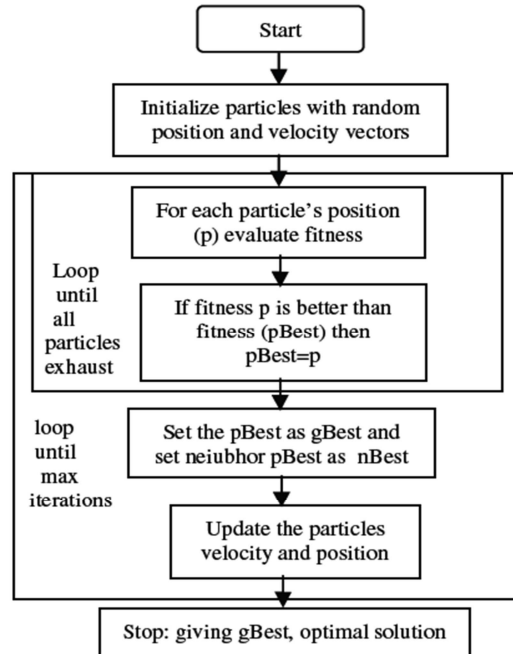 Start
Initialize particles with random
position and velocity vectors
For each particle's position
(p) evaluate fitness
Loop
until
all
particles
exhaust
If fitness p is better than
fitness (pBest) then
pBest=p
loop
until
max
iterations
Set the pBest as gBest and
set neiubhor pBest as nBest
Update the particles
velocity and position
Stop: giving gBest, optimal solution